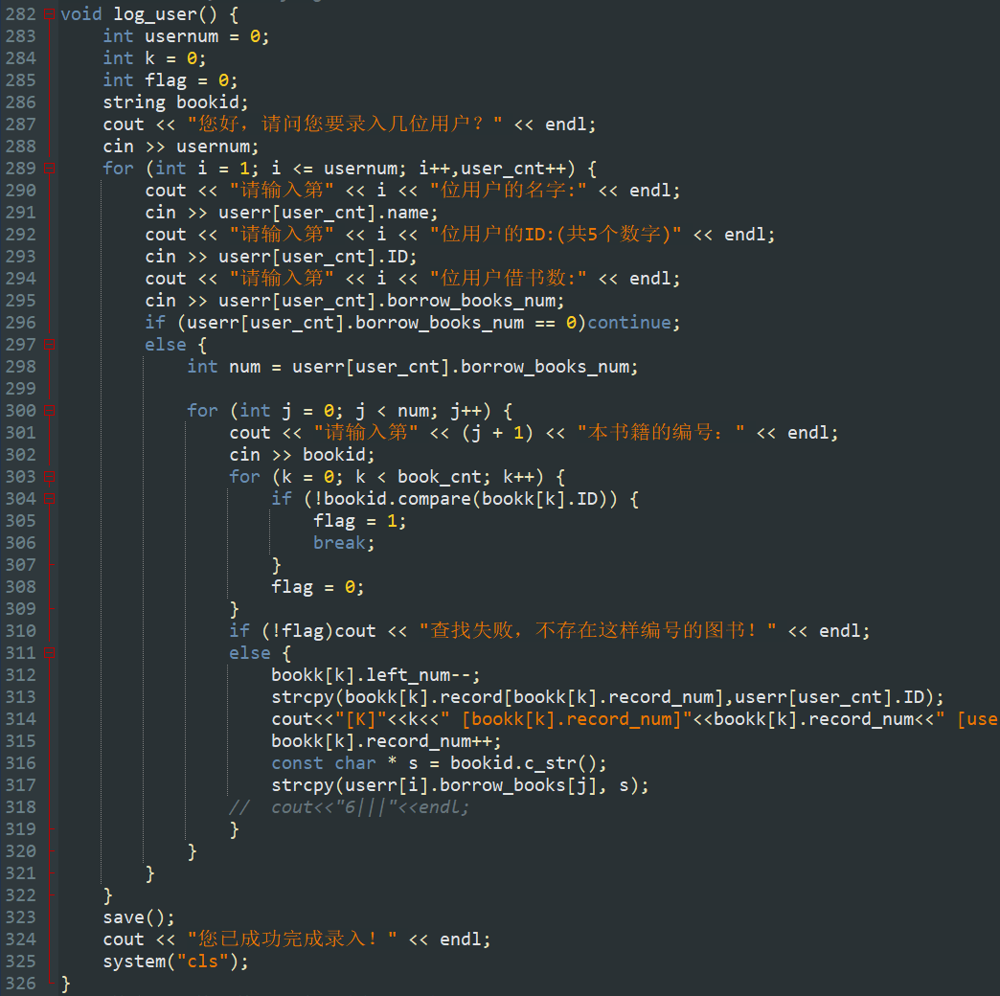 282 void log_user() {
283 int usernum = 0;
284 int k = 0;
285 int flag = 0;
286 string bookid;
287 cout << "您好，请问您要录入几位用户？" << endl;
288 cin >> usernum;
289 for (int i = 1; i <= usernum; i++,user_cnt++) {
290 cout << "请输入第" << i << "位用户的名字:" << endl;
291 cin >> userr[user_cnt].name;
292 cout << "请输入第" << i << "位用户的ID:(共5个数字)" << endl;
293 cin >> userr[user_cnt].ID;
294 cout << "请输入第" << i << "位用户借书数:" << endl;
295 cin >> userr[user_cnt].borrow_books_num;
296 if (userr[user_cnt].borrow_books_num == 0)continue;
297 else {
298 int num = userr[user_cnt].borrow_books_num;
299
300 for (int j = 0; j < num; j++) {
301 cout << "请输入第" << (j + 1) << "本书籍的编号：" << endl;
302 cin >> bookid;
303 for (k = 0; k < book_cnt; k++) {
304 if (!bookid.compare(bookk[k].ID)) {
305 flag = 1;
306 break;
307 }
308 flag = 0;
309 }
310 if (!flag)cout << "查找失败，不存在这样编号的图书！" << endl;
311 else {
312 bookk[k].left_num--;
313 strcpy(bookk[k].record[bookk[k].record_num],userr[user_cnt].ID);
314 cout<<"[K]"<<k<<" [bookk[k].record_num]"<<bookk[k].record_num<<" [use
315 bookk[k].record_num++;
316 const char * s = bookid.c_str();
317 strcpy(userr[i].borrow_books[j], s);
318 // cout<<"6|||"<<endl;
319 }
320 }
321 }
322 }
323 save();
324 cout << "您已成功完成录入！" << endl;
325 system("cls");
326 }